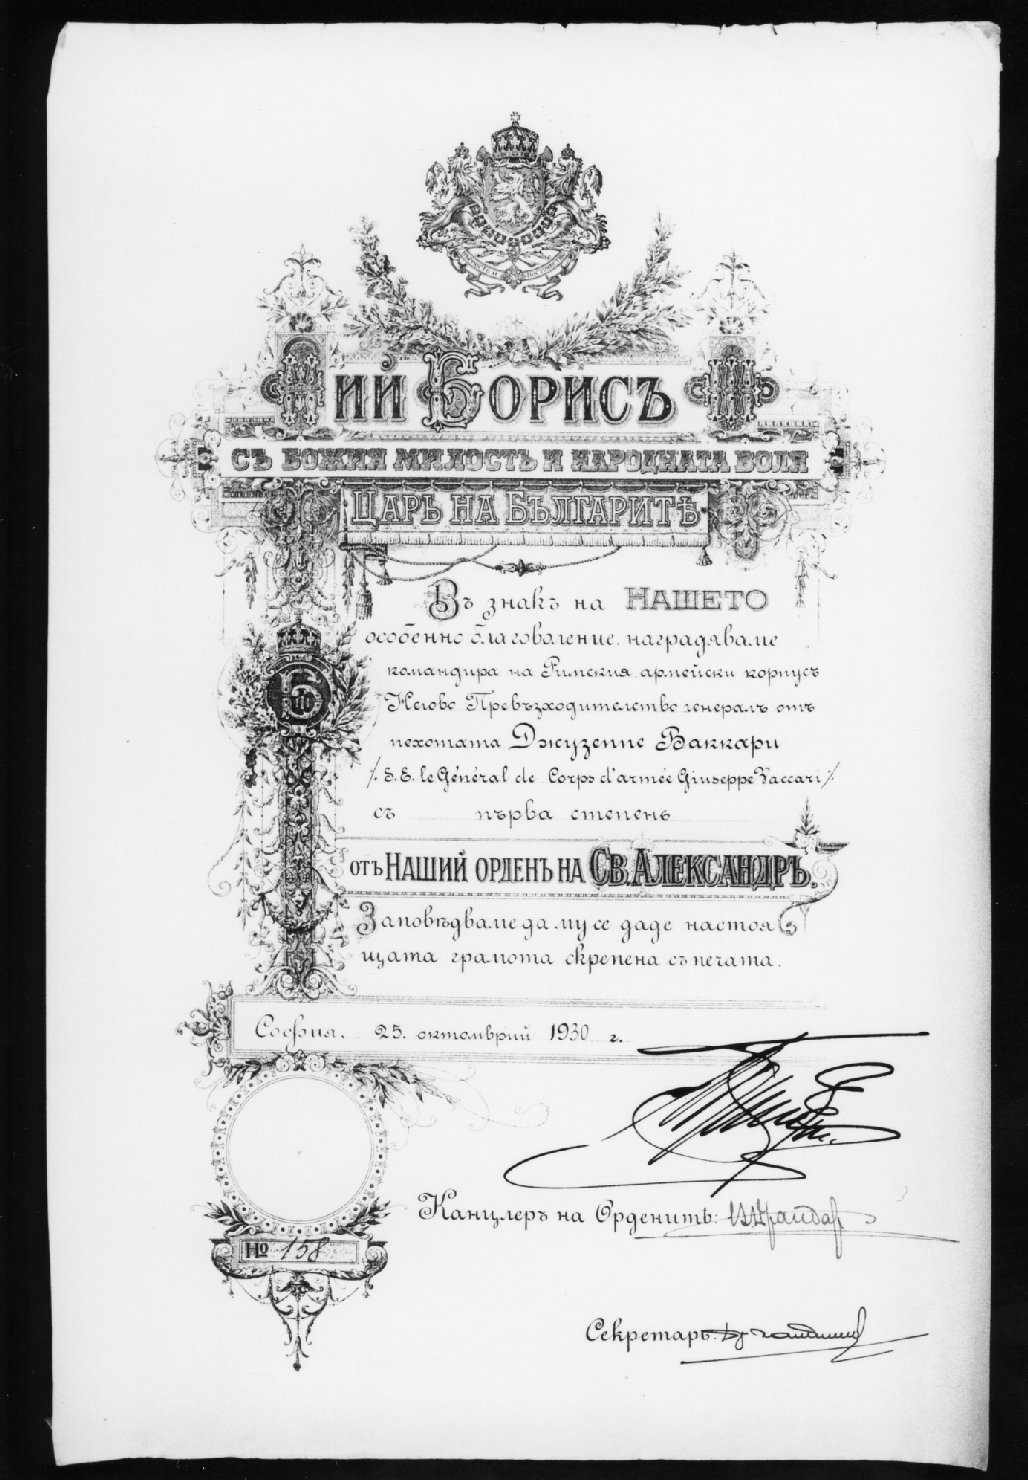 НИЙ БОРИСЪ III
СЪ БОЖИЯ МИЛОСТЬ И НАРОДНАТА ВОЛЯ
ЦАРЬ НА БЪЛГАРИТѢ
Въ знакъ на НАШЕТО
особенно благоволение, наградяваме
командира на Римския армейски корпусъ
Негово Превъзходителство генералъ отъ
пехотата Джузеппе Ваккари
/S. E. le Général de Corps d'armée Giuseppe Vaccari/
съ първа степень
отъ НАШИЙ ОРДЕНЪ НА СВ. АЛЕКСАНДРЪ.
Заповѣдваме да му се даде настоя
щата грамота скрепена съ печата.
София, 25. октомврий 1930 г.
Канцлеръ на Орденитѣ:
№ 158
Секретарь: